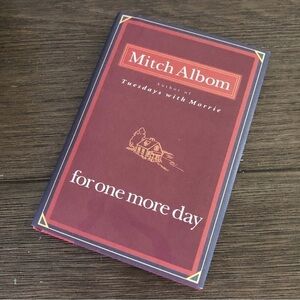 Mitch Albom
Author of
Tuesdays with Morrie
for one more day